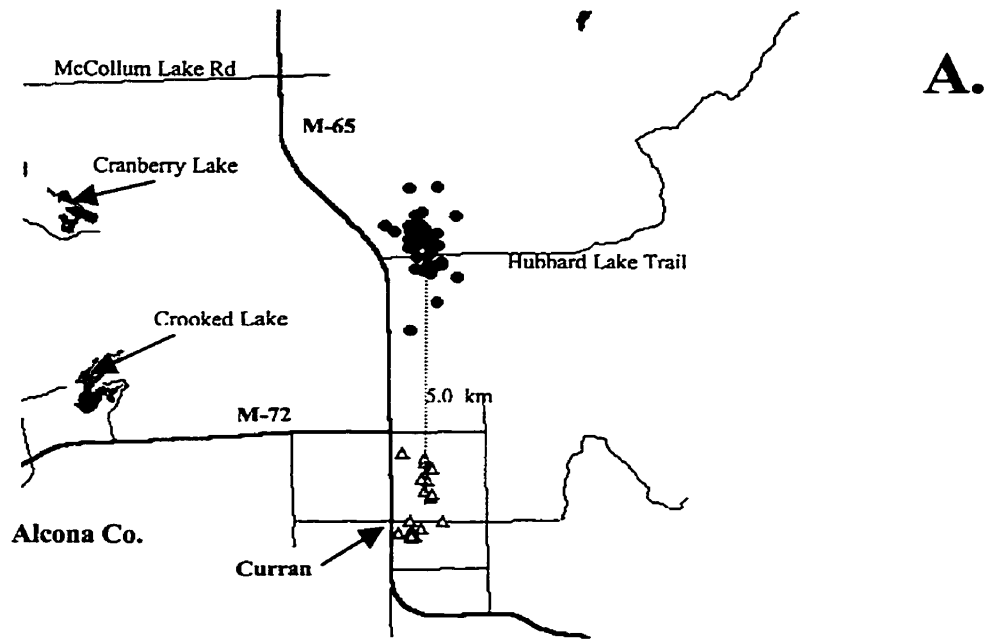 A.
McCollum Lake Rd
M-65
Cranberry Lake
Hubbard Lake Trail
Crooked Lake
5.0 km
M-72
Alcona Co.
Curran